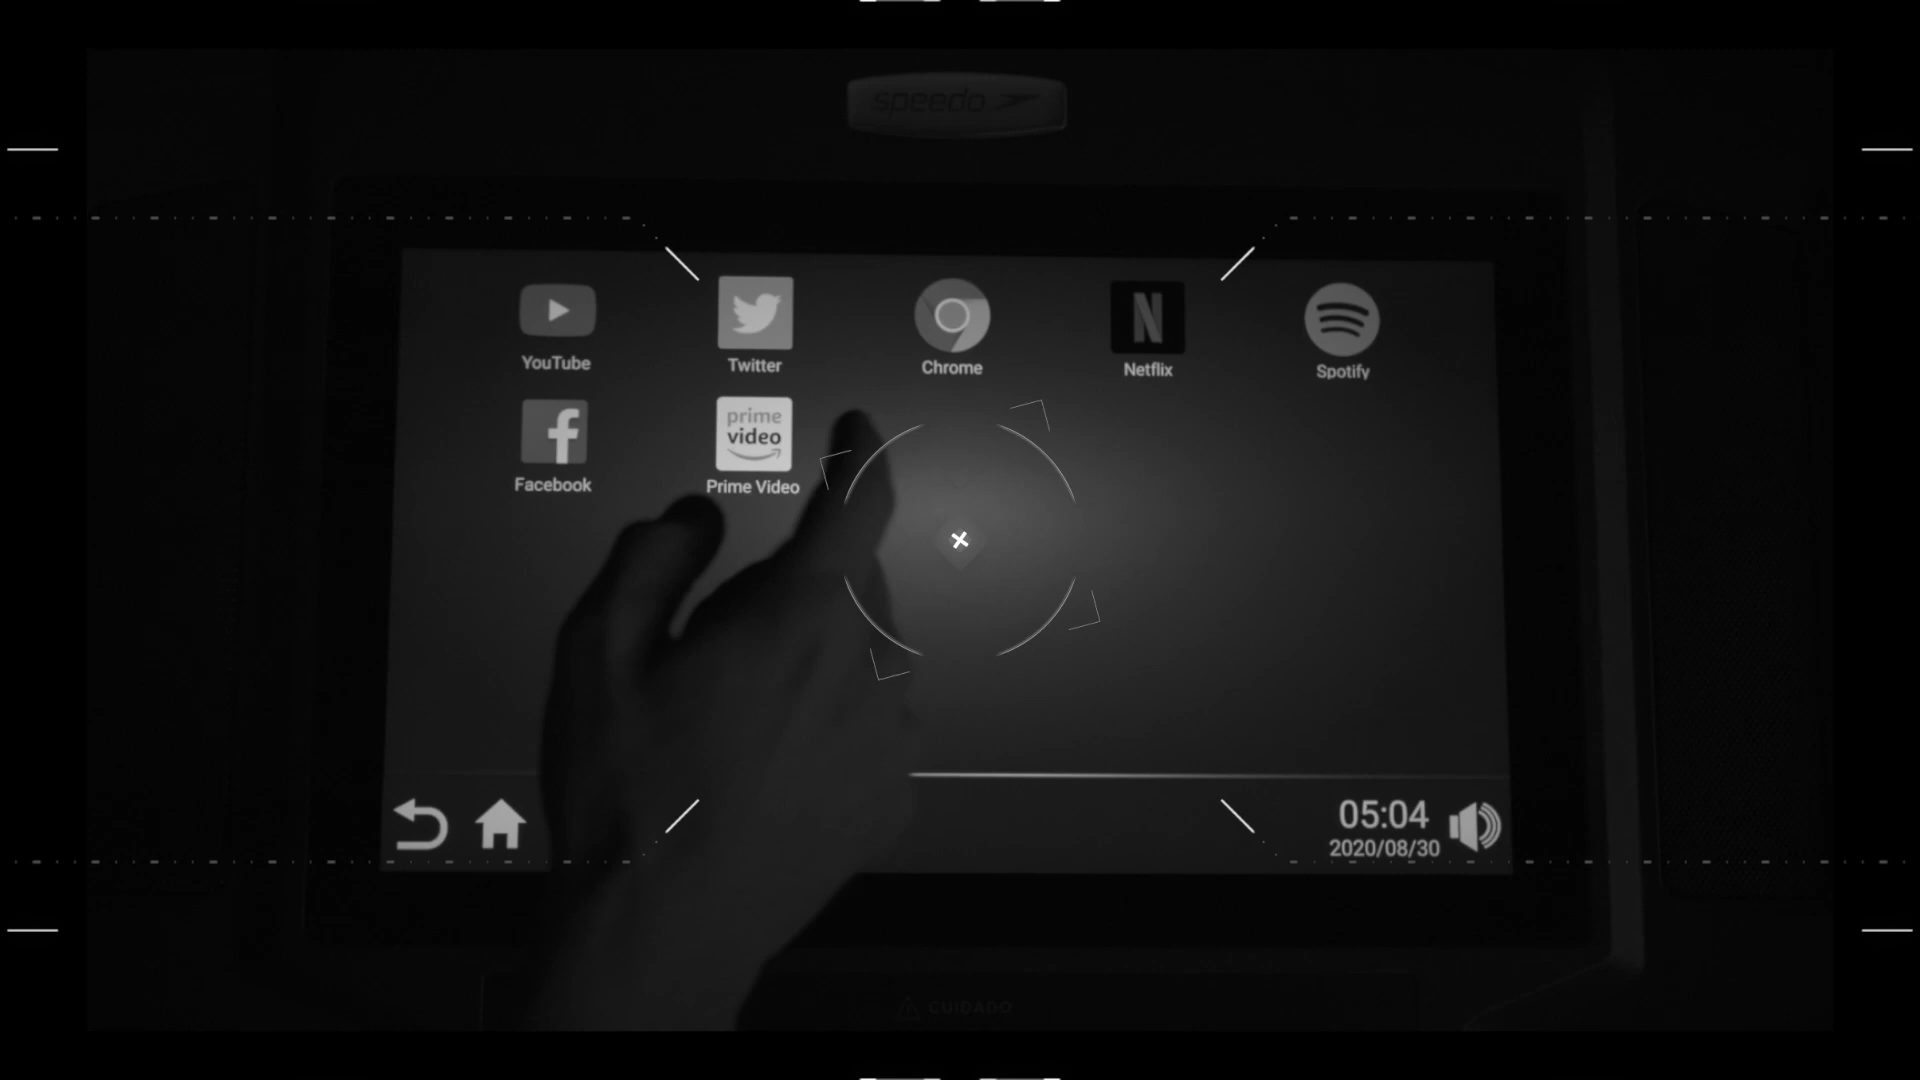 speedo
YouTube
Twitter
Chrome
Netflix
Spotify
prime
video
Facebook
Prime Video
05:04
2020/08/30
CUIDADO